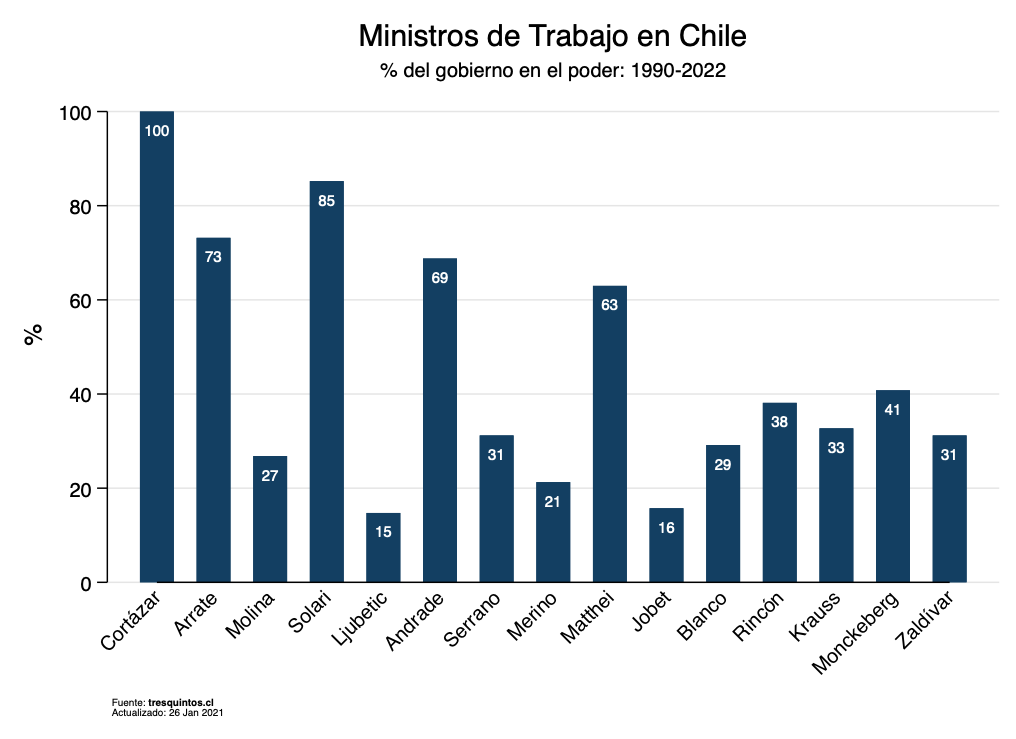 Ministros de Trabajo en Chile
% del gobierno en el poder: 1990-2022
%
100
80
60
40
20
0
100
73
27
85
15
69
31
21
63
16
29
38
33
41
31
Cortázar
Arrate
Molina
Solari
Ljubetic
Andrade
Serrano
Merino
Matthei
Jobet
Blanco
Rincón
Krauss
Monckeberg
Zaldívar
Fuente: tresquintos.cl
Actualizado: 26 Jan 2021